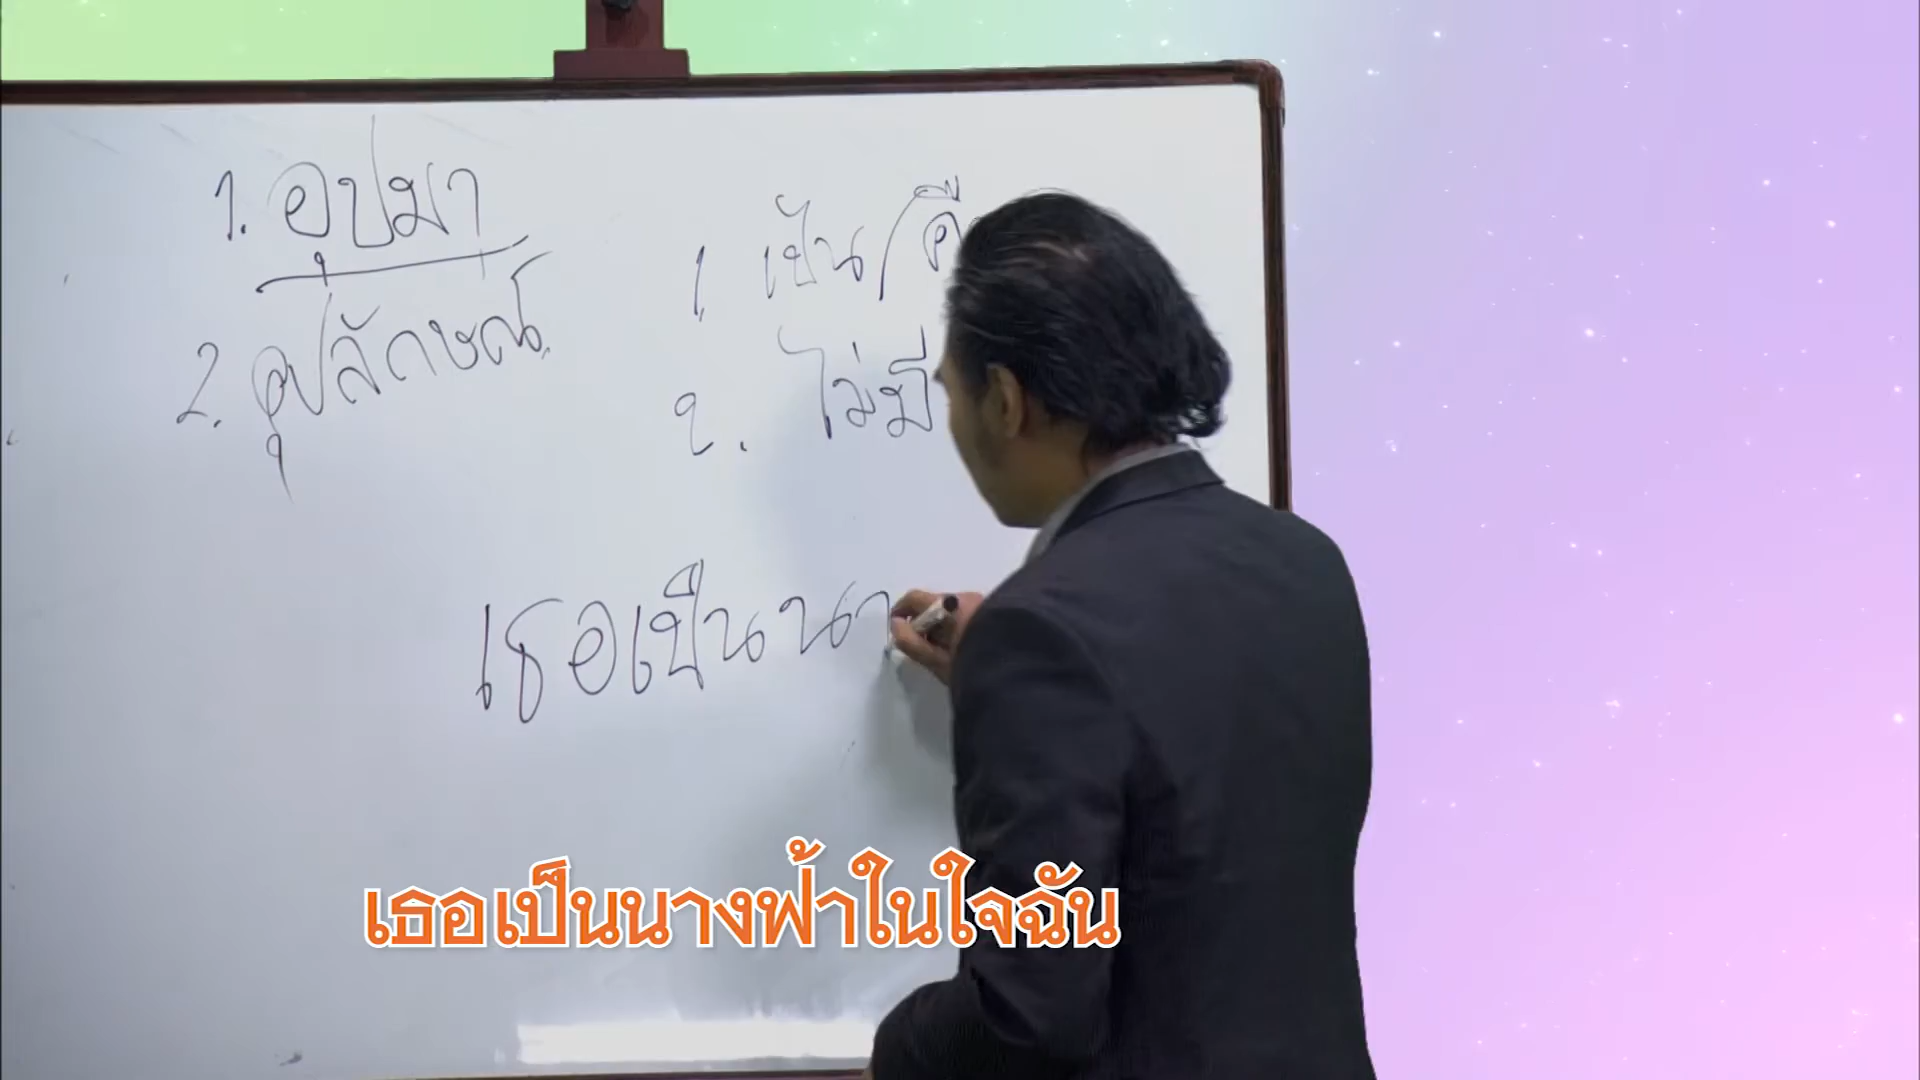 1. อุปมา
2. อุปลักษณ์
1. เป็น/คื
2. ไม่มี
เธอเป็นนา
เธอเป็นนางฟ้าในใจฉัน